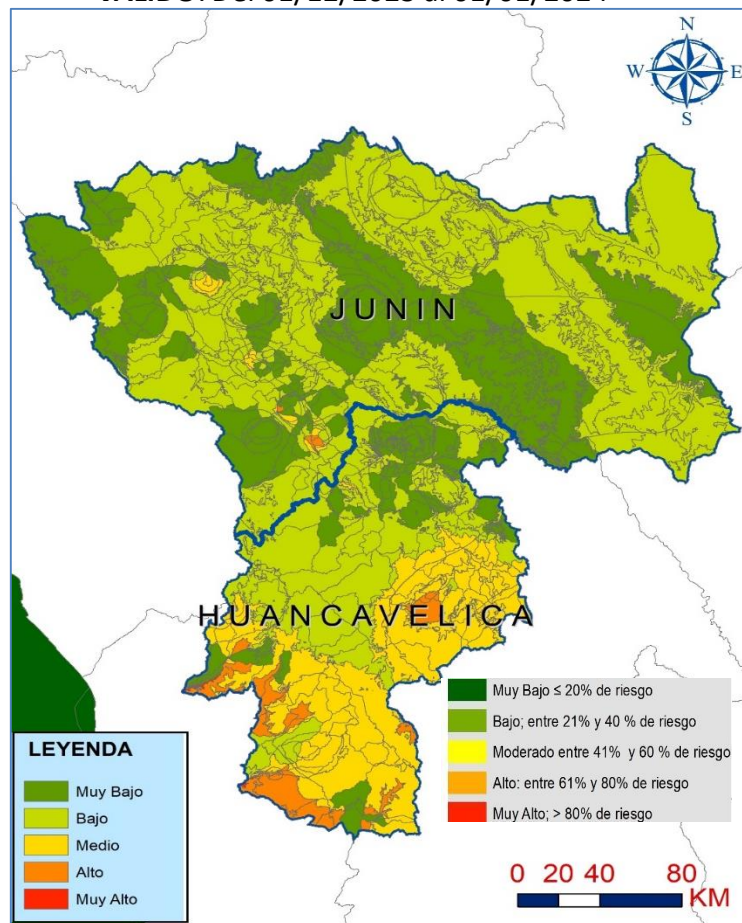 N
W E
S
JUNIN
HUANCAVELICA
Muy Bajo ≤ 20% de riesgo
Bajo; entre 21% y 40 % de riesgo
Moderado entre 41% y 60 % de riesgo
Alto: entre 61% y 80% de riesgo
Muy Alto; > 80% de riesgo
LEYENDA
Muy Bajo
Bajo
Medio
Alto
Muy Alto
0 20 40 80
KM